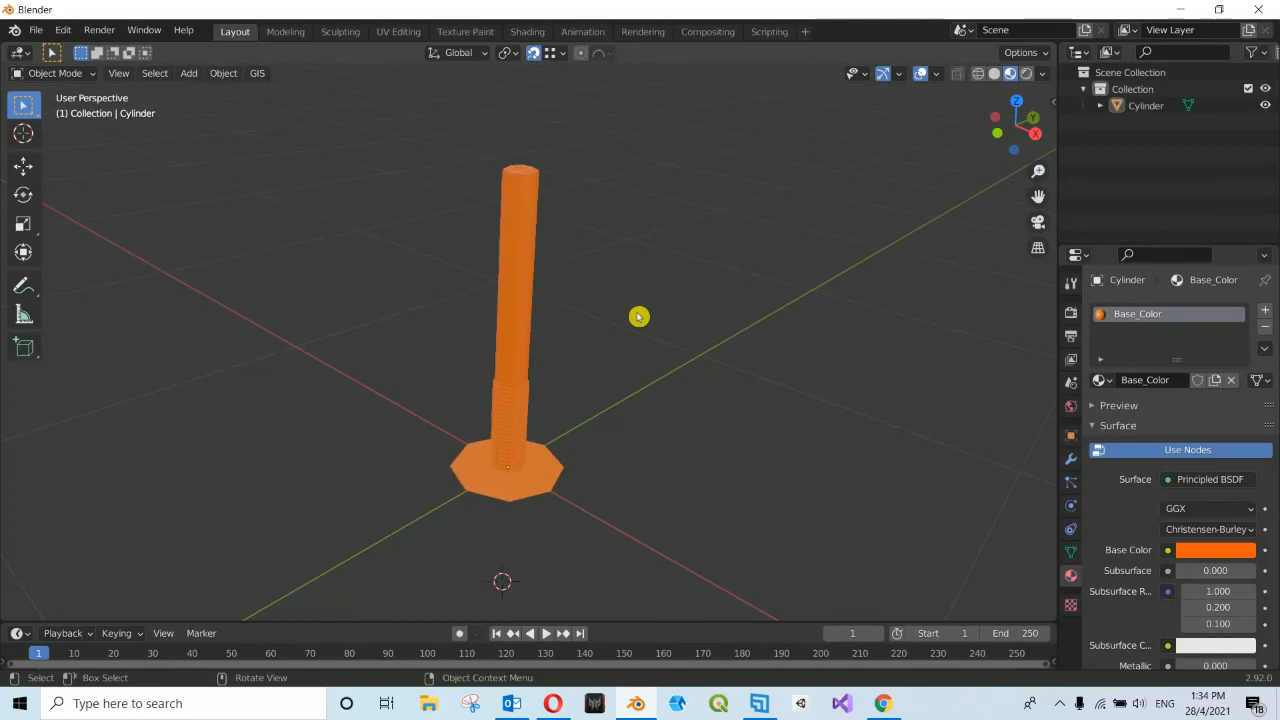 Blender
File Edit Render Window Help
Layout Modeling Sculpting UV Editing Texture Paint Shading Animation Rendering Compositing Scripting +
Scene
View Layer
Global
Options
Object Mode View Select Add Object GIS
User Perspective
(1) Collection | Cylinder
Z
Y
X
Scene Collection
Collection
Cylinder
Cylinder > Base_Color
Base_Color
Base_Color
Preview
Surface
Use Nodes
Surface Principled BSDF
GGX
Christensen-Burley
Base Color
Subsurface 0.000
Subsurface R... 1.000
0.200
0.100
Subsurface C...
Metallic 0.000
Playback Keying View Marker
1 Start 1 End 250
1 10 20 30 40 50 60 70 80 90 100 110 120 130 140 150 160 170 180 190 200 210 220 230 240 250
Select Box Select Rotate View Object Context Menu 2.92.0
Type here to search
ENG
1:34 PM
28/4/2021
18